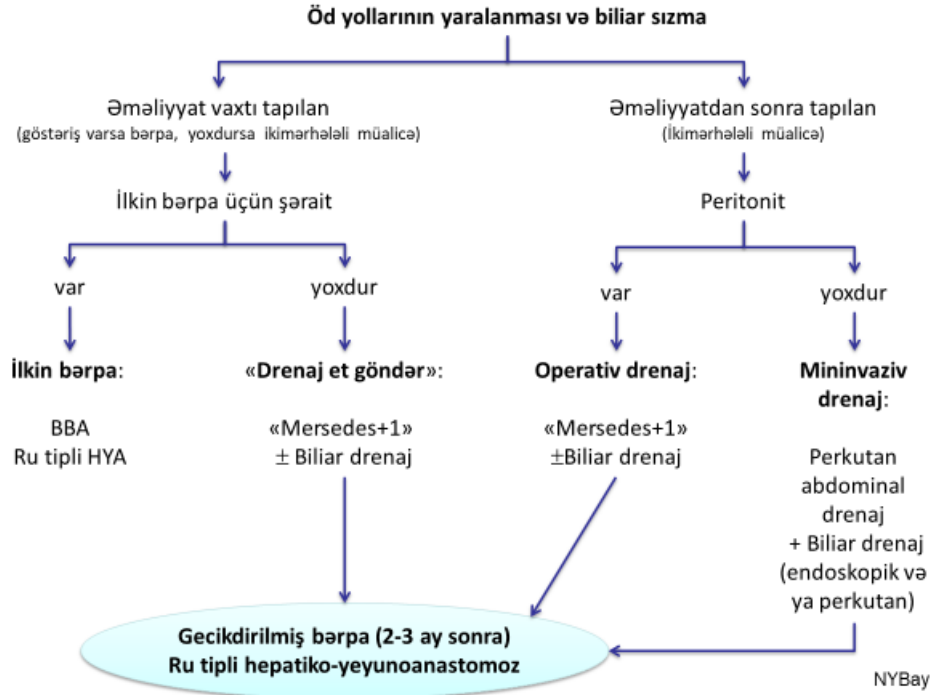 Öd yollarının yaralanması və biliar sızma
Əməliyyat vaxtı tapılan
(göstəriş varsa bərpa, yoxdursa ikimərhələli müalicə)
Əməliyyatdan sonra tapılan
(İkimərhələli müalicə)
İlkin bərpa üçün şərait
Peritonit
var
yoxdur
var
yoxdur
İlkin bərpa:
BBA
Ru tipli HYA
«Drenaj et göndər»:
«Mersedes+1»
± Biliar drenaj
Operativ drenaj:
«Mersedes+1»
±Biliar drenaj
Mininvaziv
drenaj:
Perkutan
abdominal
drenaj
+ Biliar drenaj
(endoskopik və
ya perkutan)
Gecikdirilmiş bərpa (2-3 ay sonra)
Ru tipli hepatiko-yeyunoanastomoz
NYBay